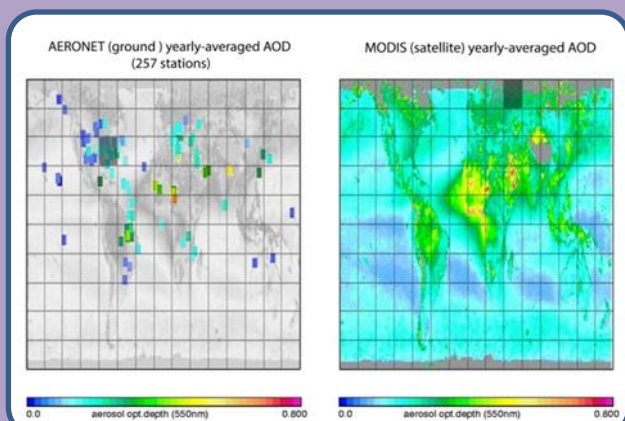 AERONET (ground ) yearly-averaged AOD
(257 stations)
MODIS (satellite) yearly-averaged AOD
0.0 aerosol opt.depth (550nm) 0.800
0.0 aerosol opt.depth (550nm) 0.800